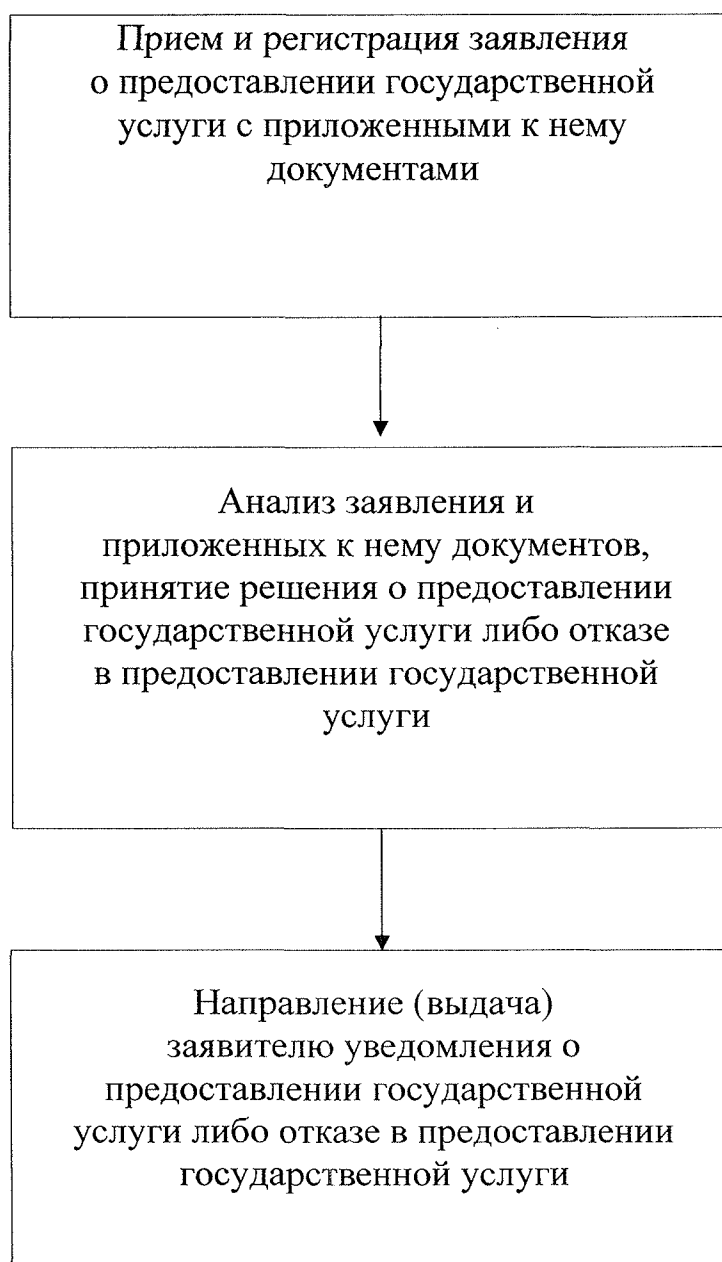 Прием и регистрация заявления
о предоставлении государственной
услуги с приложенными к нему
документами
Анализ заявления и
приложенных к нему документов,
принятие решения о предоставлении
государственной услуги либо отказе
в предоставлении государственной
услуги
Направление (выдача)
заявителю уведомления о
предоставлении государственной
услуги либо отказе в предоставлении
государственной услуги